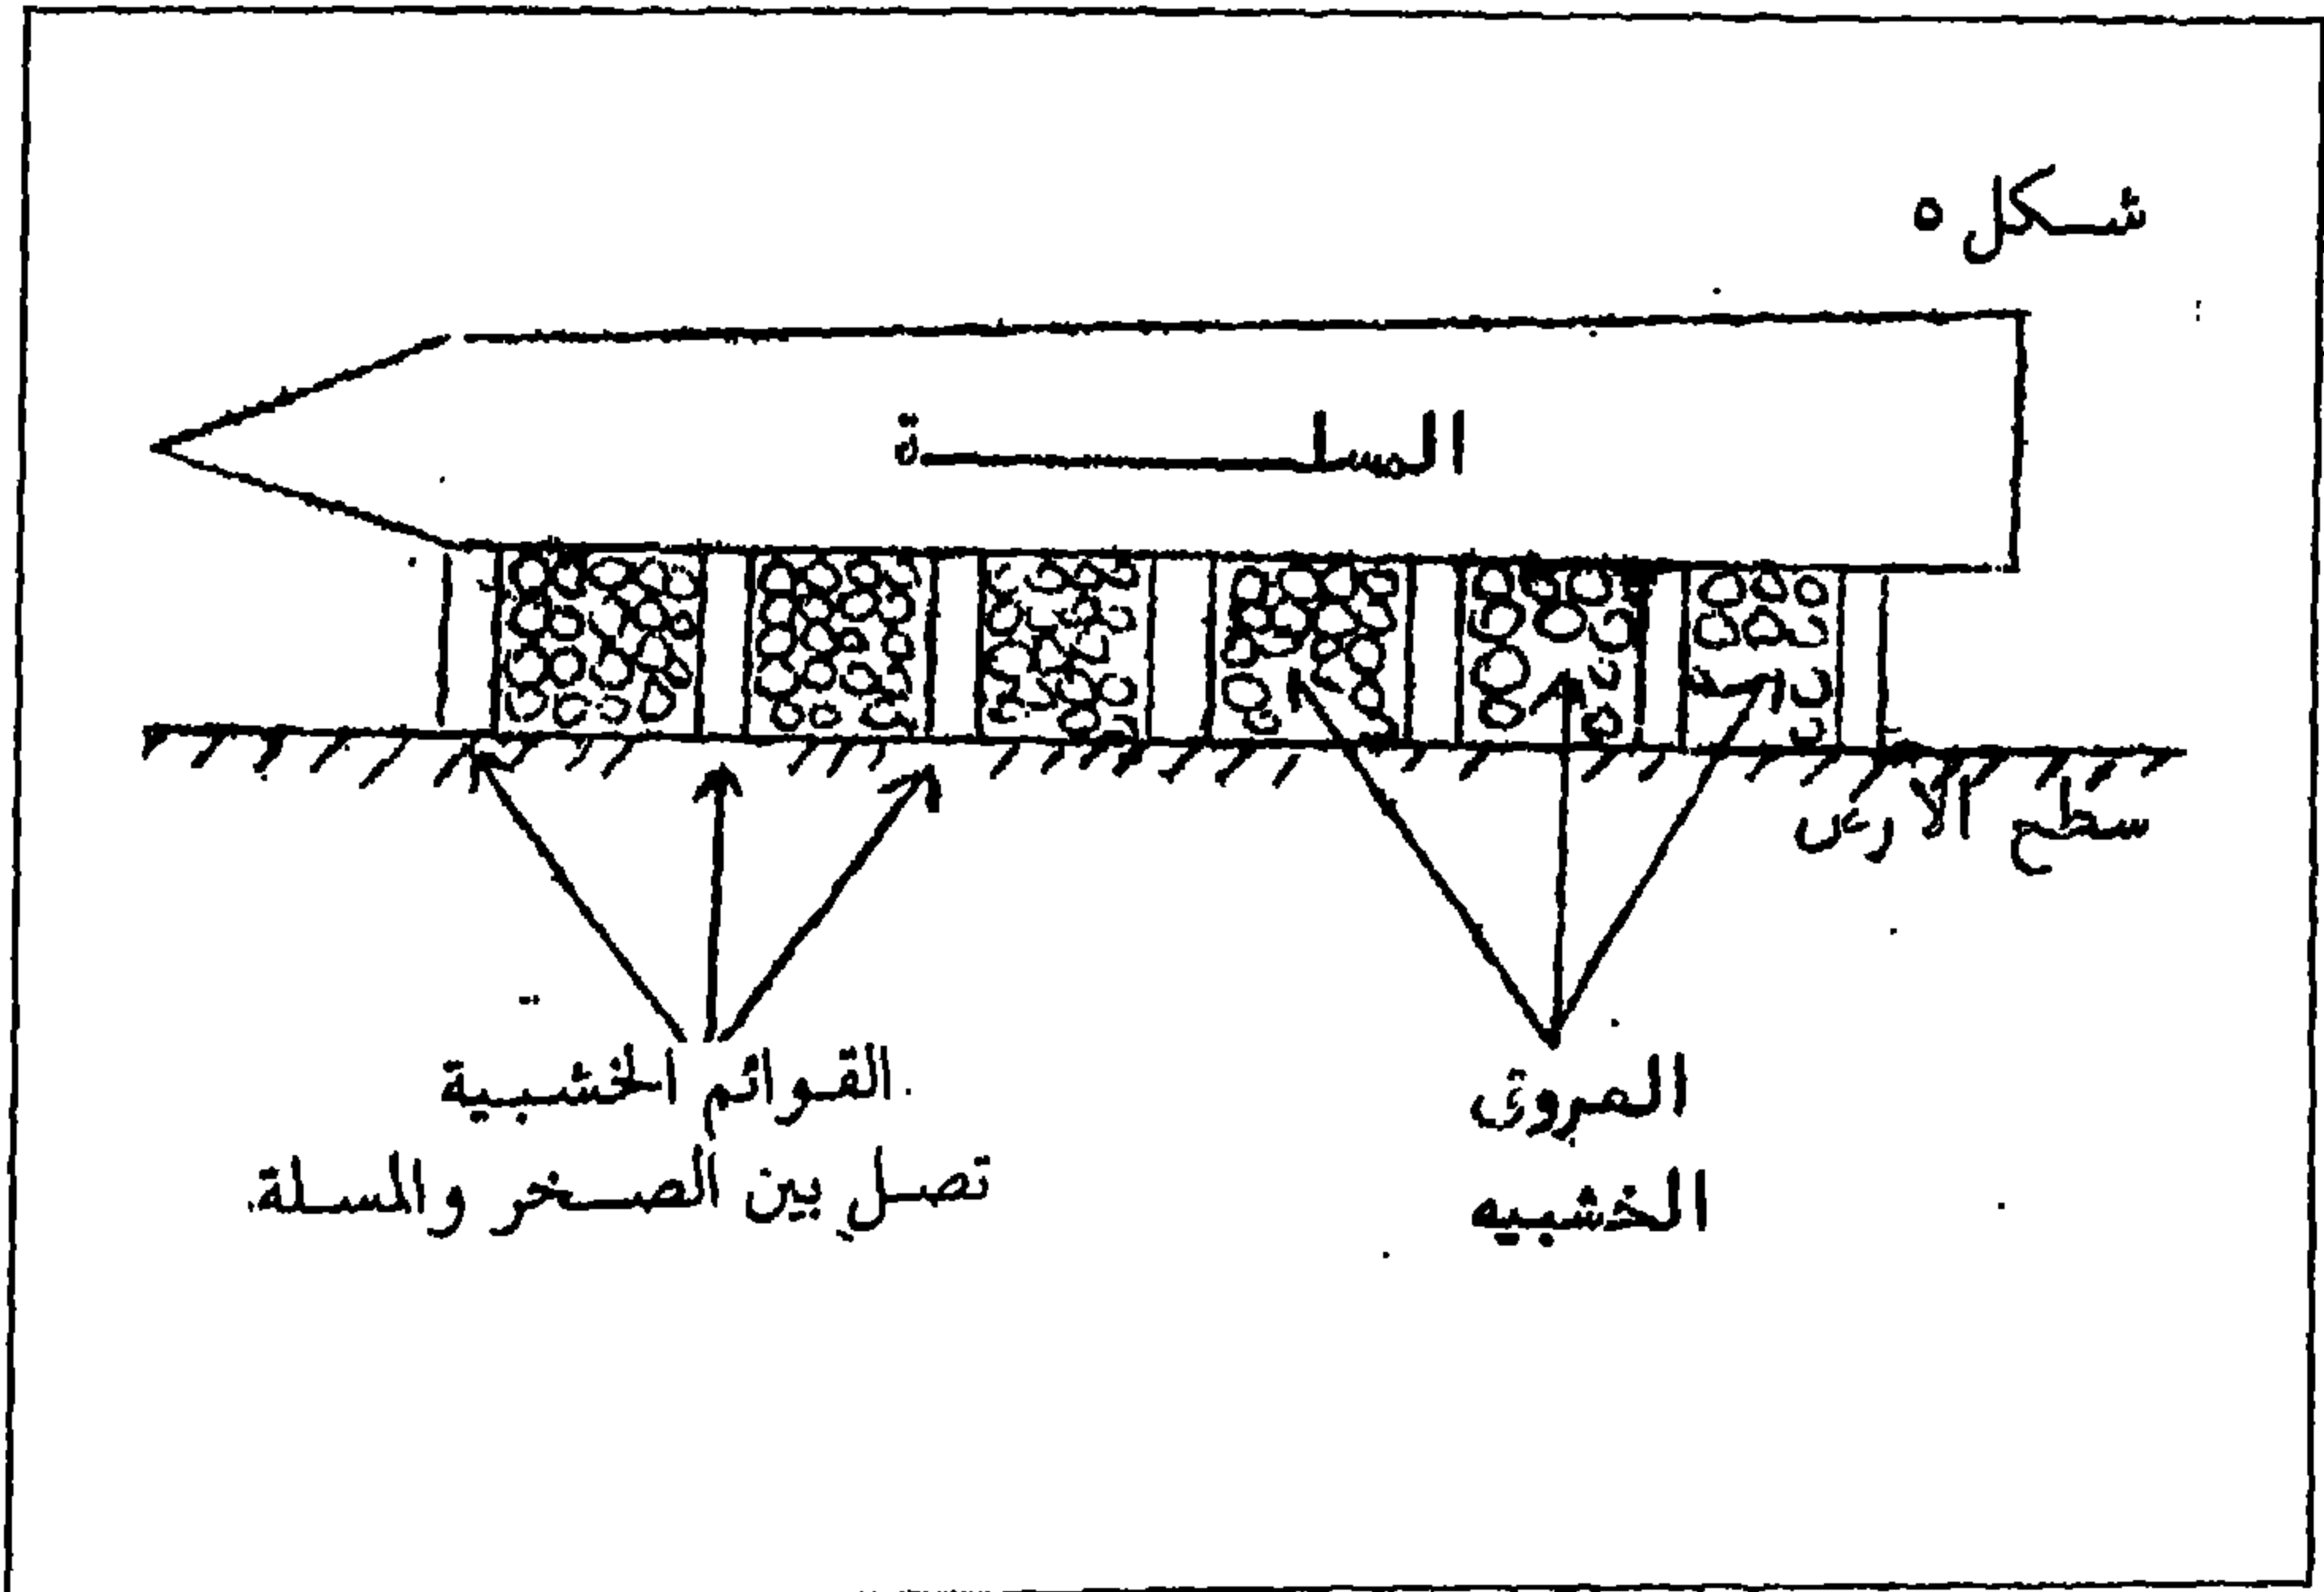 شكل ٥
المسلة
سطح الأرض
القوائم الخشبية
تصل بين الصخر والمسلة
المروق
الخشبيه